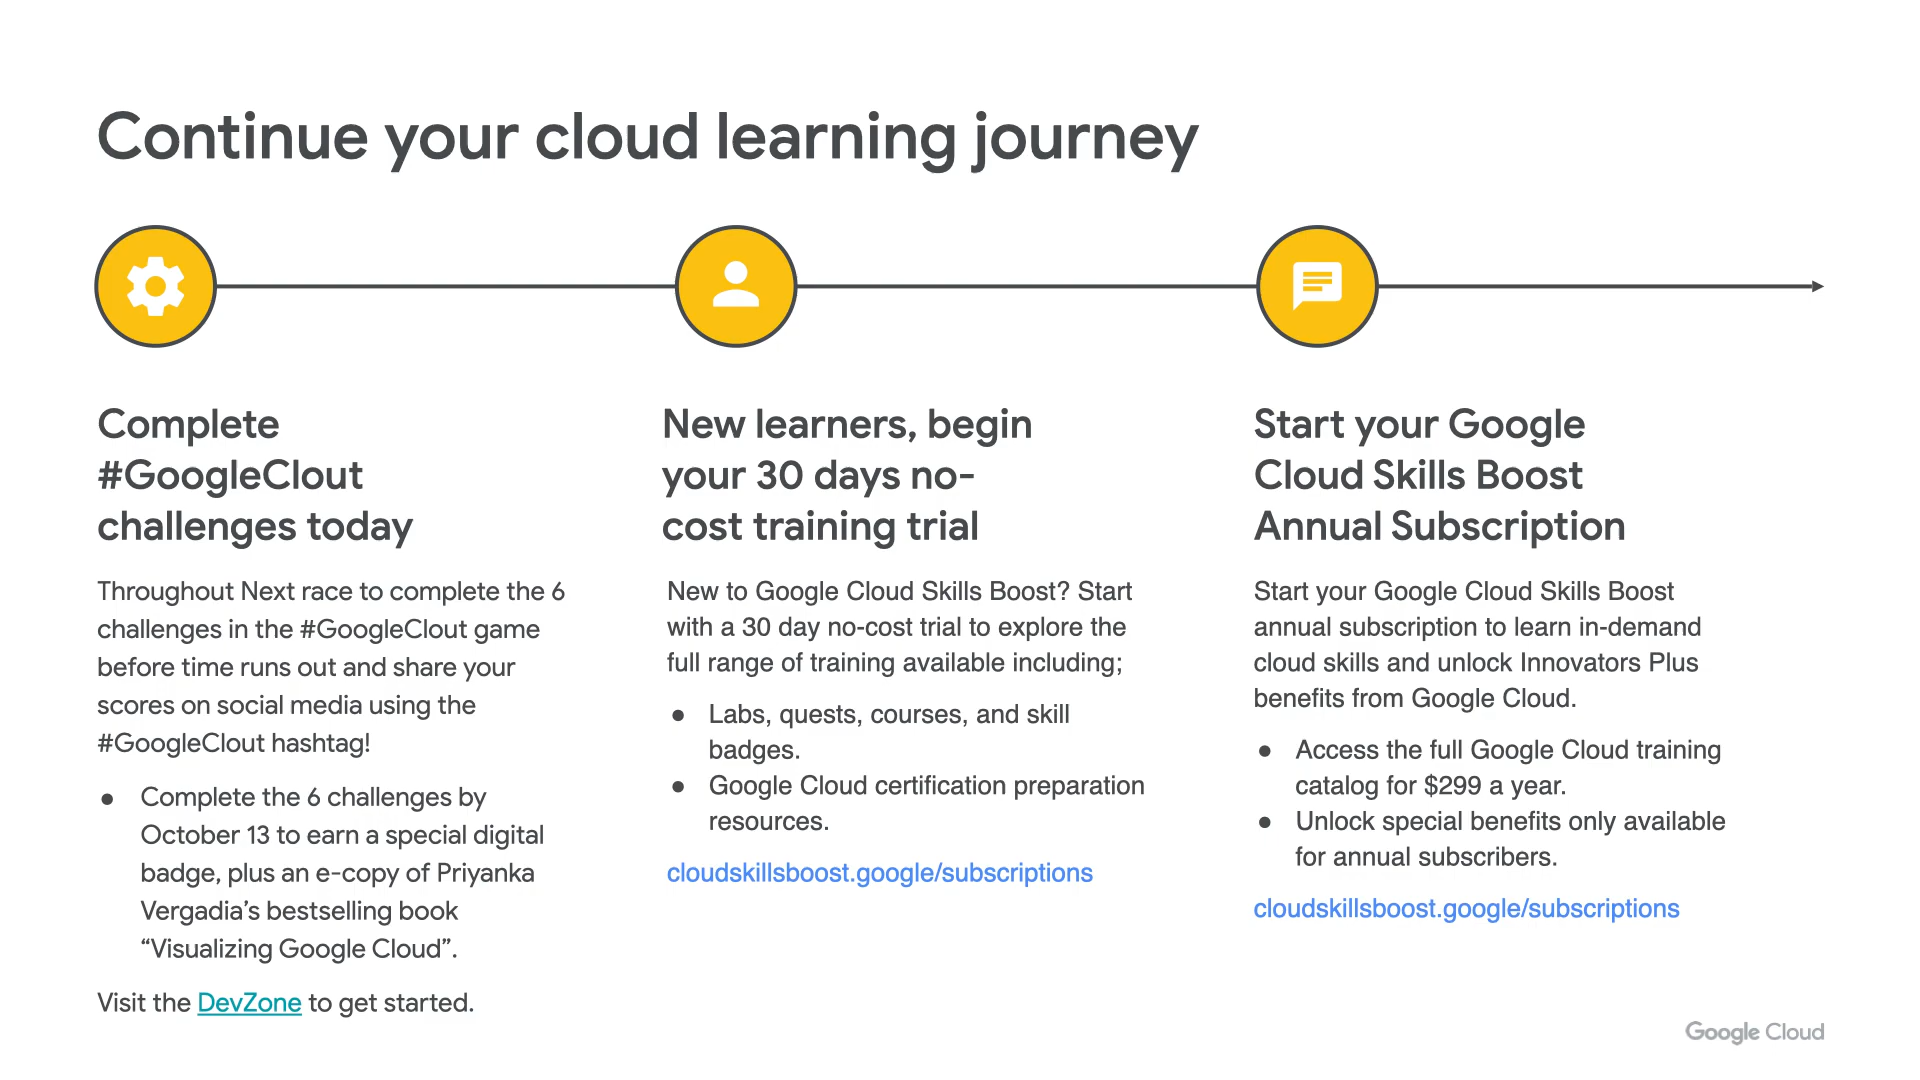 Continue your cloud learning journey
Complete
#GoogleClout
challenges today
Throughout Next race to complete the 6
challenges in the #GoogleClout game
before time runs out and share your
scores on social media using the
#GoogleClout hashtag!
● Complete the 6 challenges by
October 13 to earn a special digital
badge, plus an e-copy of Priyanka
Vergadia’s bestselling book
“Visualizing Google Cloud”.
Visit the DevZone to get started.
New learners, begin
your 30 days no-
cost training trial
New to Google Cloud Skills Boost? Start
with a 30 day no-cost trial to explore the
full range of training available including;
● Labs, quests, courses, and skill
badges.
● Google Cloud certification preparation
resources.
cloudskillsboost.google/subscriptions
Start your Google
Cloud Skills Boost
Annual Subscription
Start your Google Cloud Skills Boost
annual subscription to learn in-demand
cloud skills and unlock Innovators Plus
benefits from Google Cloud.
● Access the full Google Cloud training
catalog for $299 a year.
● Unlock special benefits only available
for annual subscribers.
cloudskillsboost.google/subscriptions
Google Cloud